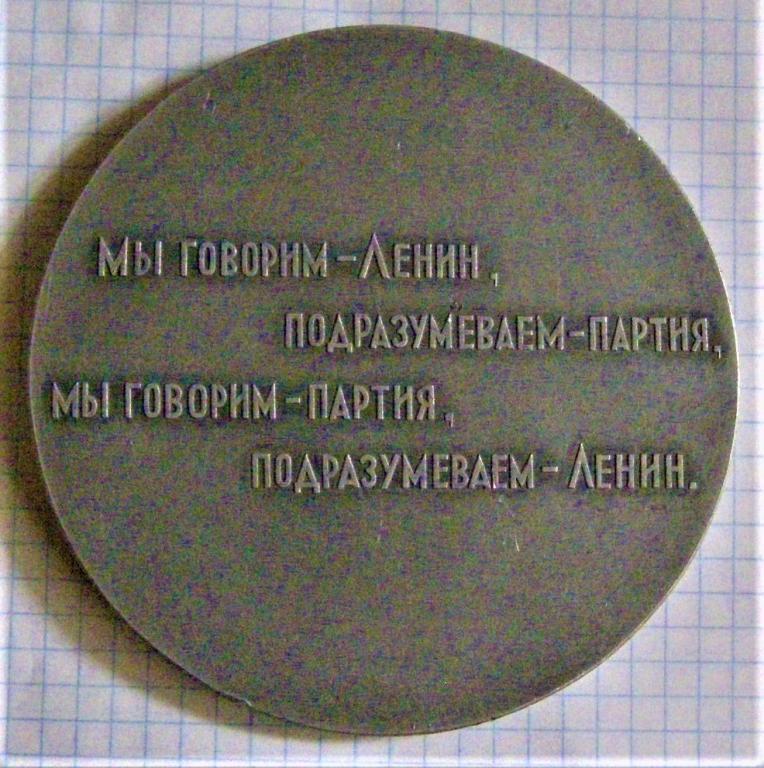 Мы говорим - Ленин,
подразумеваем - партия,
мы говорим - партия,
подразумеваем - Ленин.